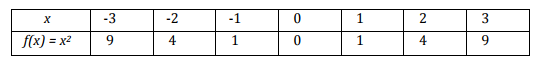 x -3 -2 -1 0 1 2 3
f(x) = x² 9 4 1 0 1 4 9